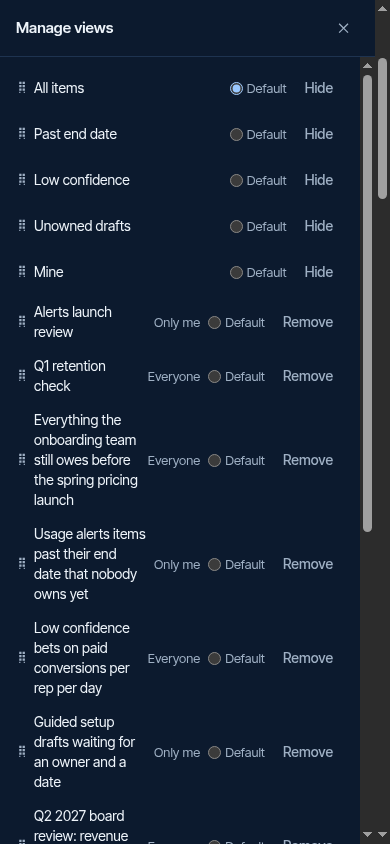 Manage views
All items Default Hide
Past end date Default Hide
Low confidence Default Hide
Unowned drafts Default Hide
Mine Default Hide
Alerts launch
review
Only me Default Remove
Q1 retention
check
Everyone Default Remove
Everything the
onboarding team
still owes before
the spring pricing
launch
Everyone Default Remove
Usage alerts items
past their end
date that nobody
owns yet
Only me Default Remove
Low confidence
bets on paid
conversions per
rep per day
Everyone Default Remove
Guided setup
drafts waiting for
an owner and a
date
Only me Default Remove
Q2 2027 board
review: revenue